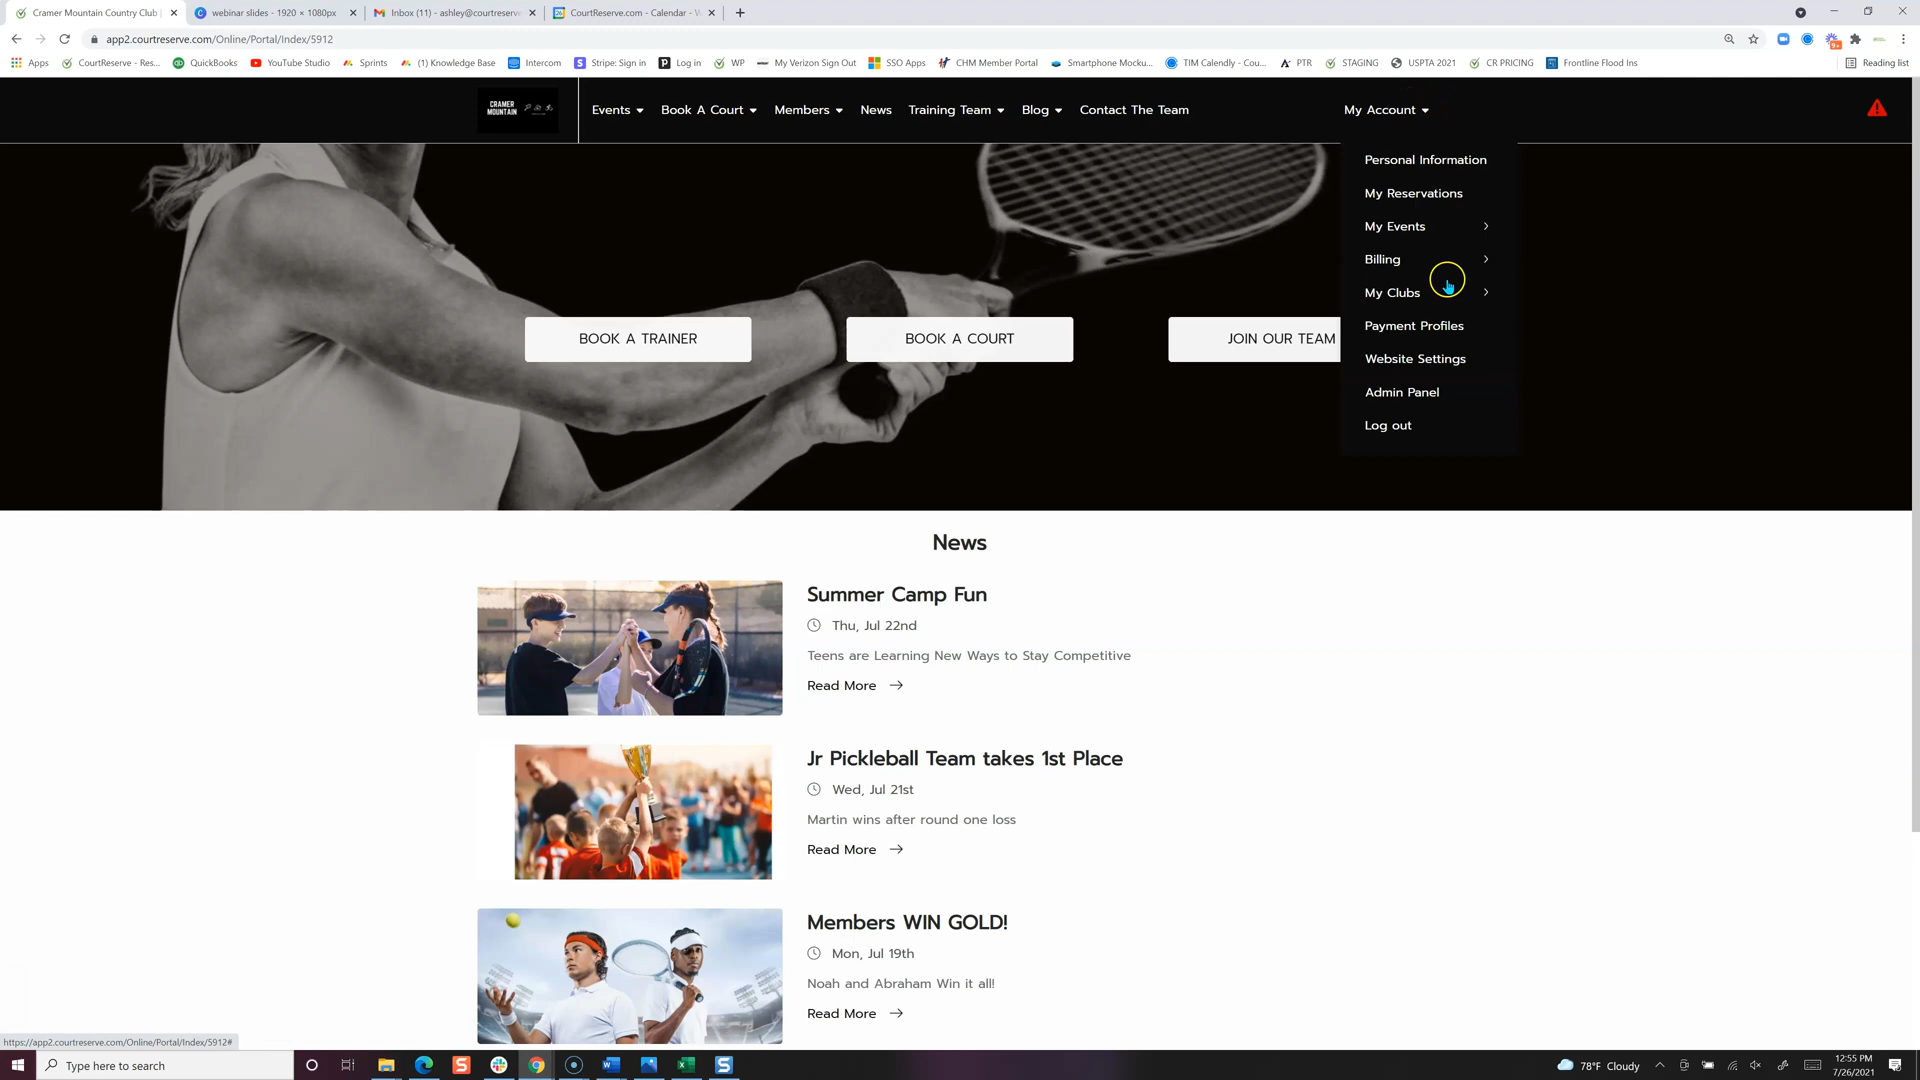 Cramer Mountain Country Club |
webinar slides - 1920 × 1080px
Inbox (11) - ashley@courtreserve
CourtReserve.com - Calendar - W
app2.courtreserve.com/Online/Portal/Index/5912
Apps
CourtReserve - Res...
QuickBooks
YouTube Studio
Sprints
(1) Knowledge Base
Intercom
Stripe: Sign in
Log in
WP
My Verizon Sign Out
SSO Apps
CHM Member Portal
Smartphone Mocku...
TIM Calendly - Cou...
PTR
STAGING
USPTA 2021
CR PRICING
Frontline Flood Ins
Reading list
CRAMER
MOUNTAIN
Events
Book A Court
Members
News
Training Team
Blog
Contact The Team
My Account
Personal Information
My Reservations
My Events
Billing
My Clubs
Payment Profiles
Website Settings
Admin Panel
Log out
BOOK A TRAINER
BOOK A COURT
JOIN OUR TEAM
News
Summer Camp Fun
Thu, Jul 22nd
Teens are Learning New Ways to Stay Competitive
Read More
Jr Pickleball Team takes 1st Place
Wed, Jul 21st
Martin wins after round one loss
Read More
Members WIN GOLD!
Mon, Jul 19th
Noah and Abraham Win it all!
Read More
https://app2.courtreserve.com/Online/Portal/Index/5912#
Type here to search
78°F Cloudy
12:55 PM
7/26/2021